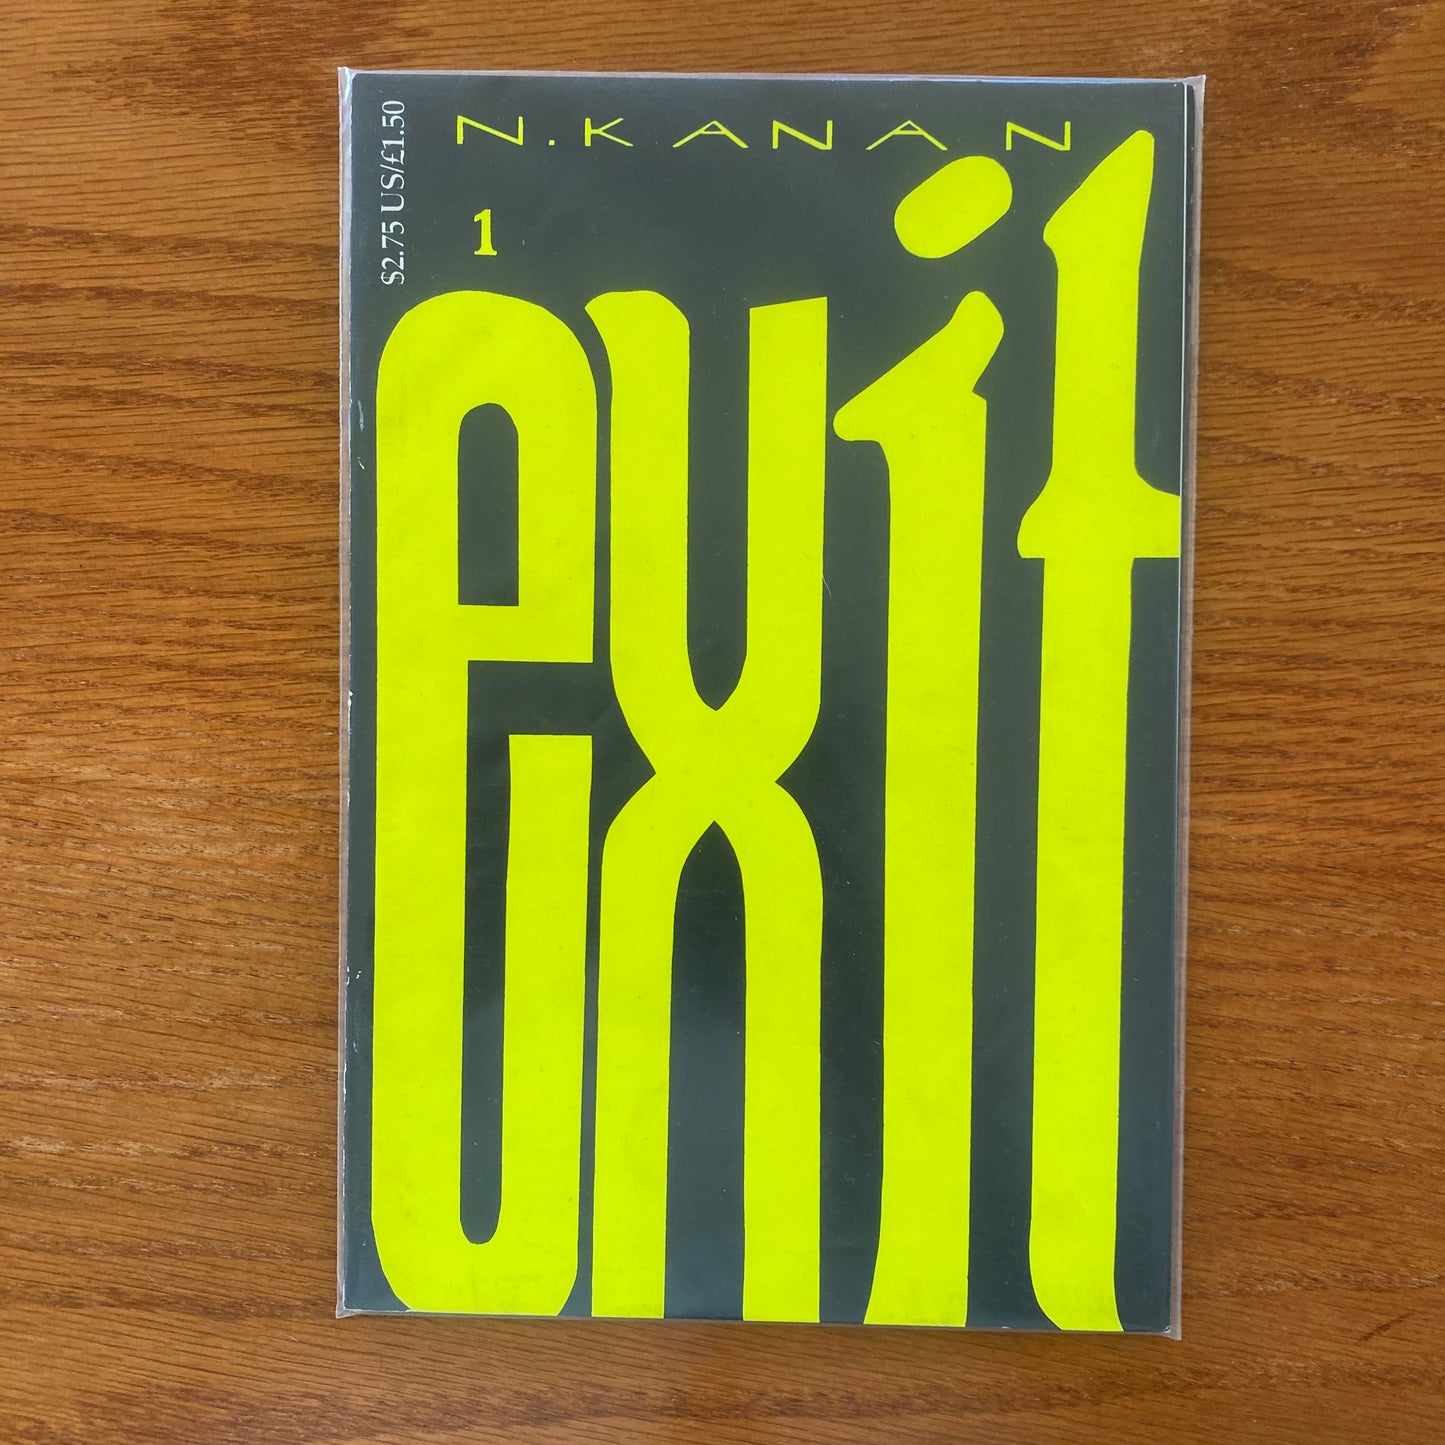 $2.75 US/£1.50
N. KANAN
1
exit